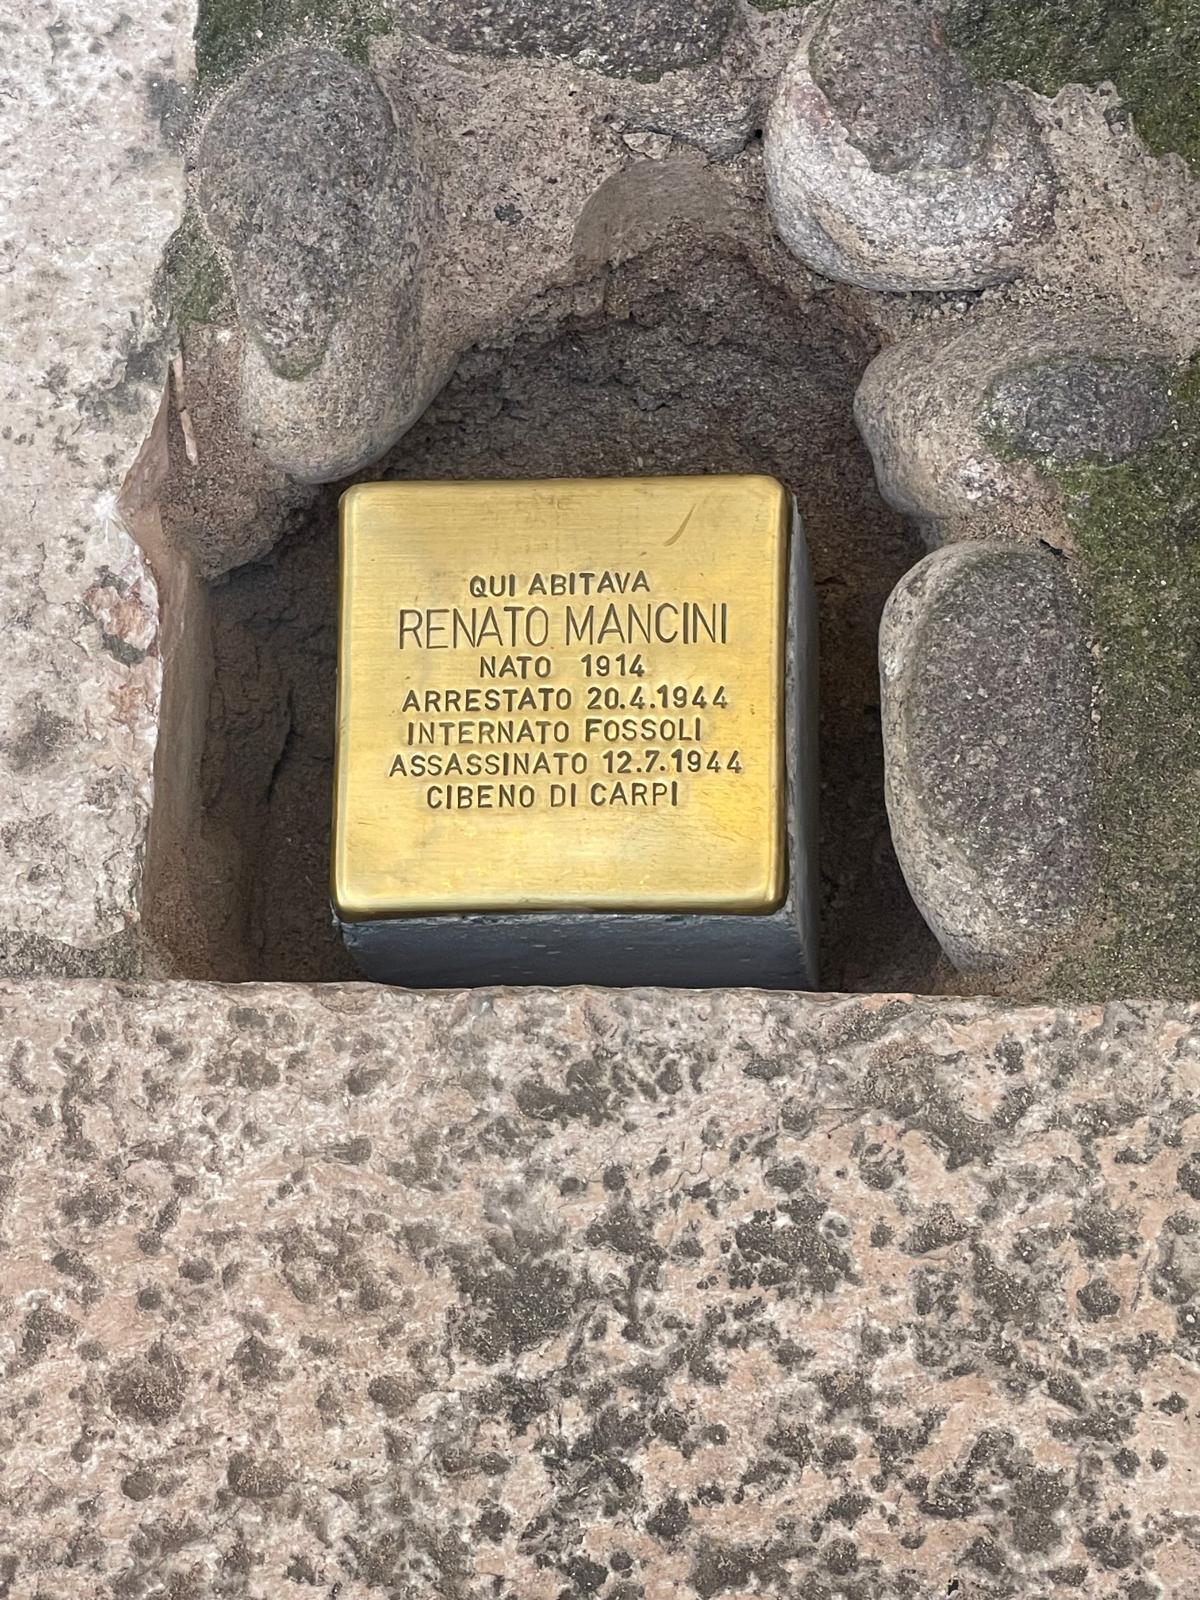 QUI ABITAVA
RENATO MANCINI
NATO 1914
ARRESTATO 20.4.1944
INTERNATO FOSSOLI
ASSASSINATO 12.7.1944
CIBENO DI CARPI